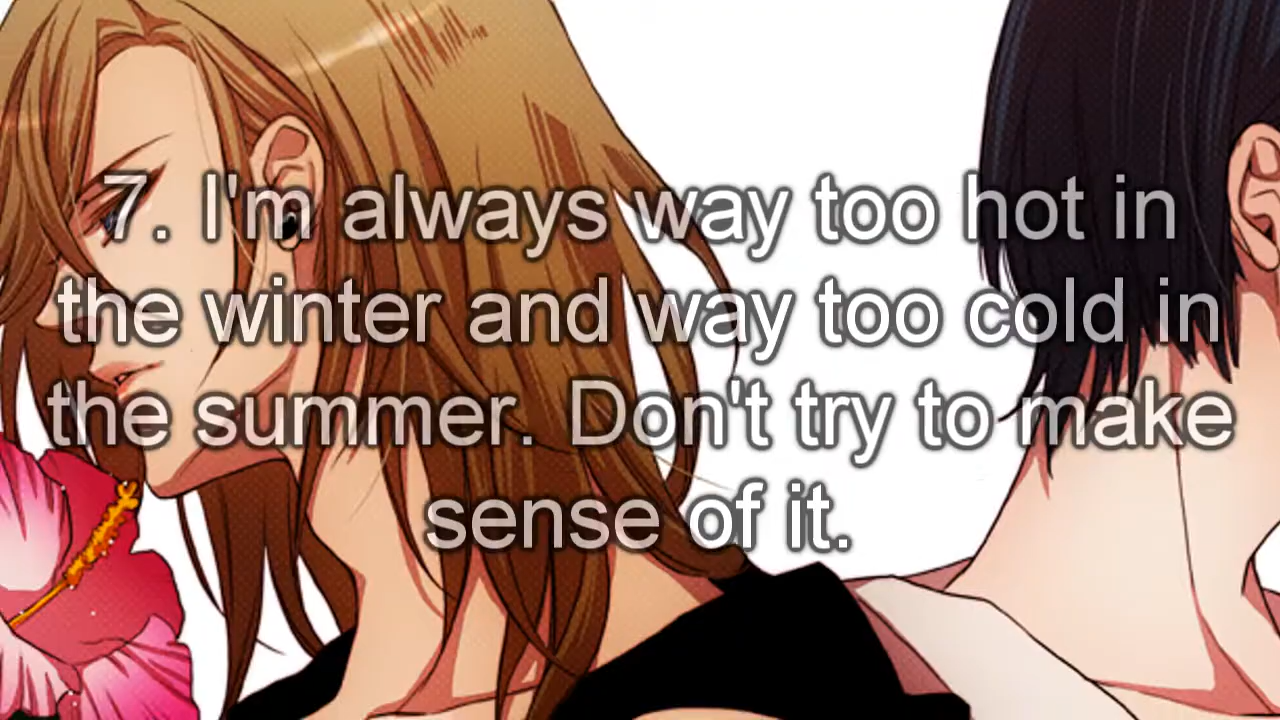 7. I'm always way too hot in
the winter and way too cold in
the summer. Don't try to make
sense of it.